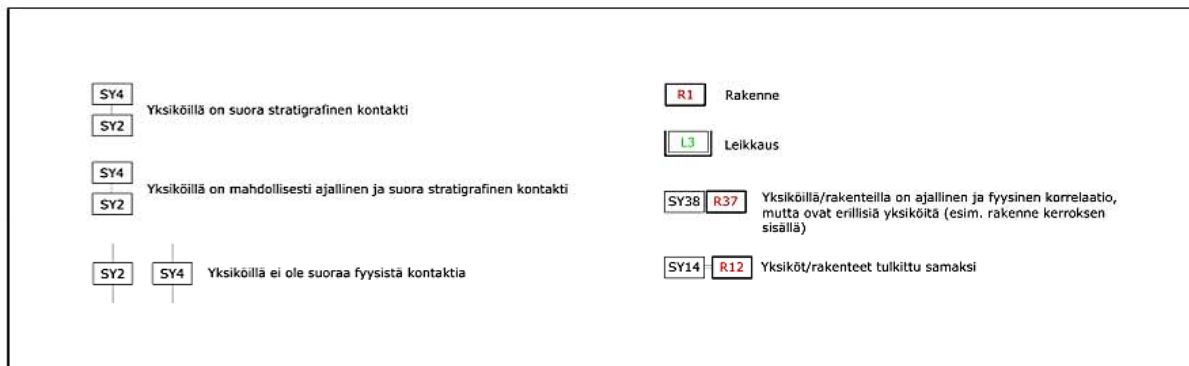 SY4
Yksiköillä on suora stratigrafinen kontakti
SY2
SY4
Yksiköillä on mahdollisesti ajallinen ja suora stratigrafinen kontakti
SY2
SY2 SY4 Yksiköillä ei ole suoraa fyysistä kontaktia
R1 Rakenne
L3 Leikkaus
SY38 R37 Yksiköillä/rakenteilla on ajallinen ja fyysinen korrelaatio,
mutta ovat erillisiä yksiköitä (esim. rakenne kerroksen
sisällä)
SY14 R12 Yksiköt/rakenteet tulkittu samaksi